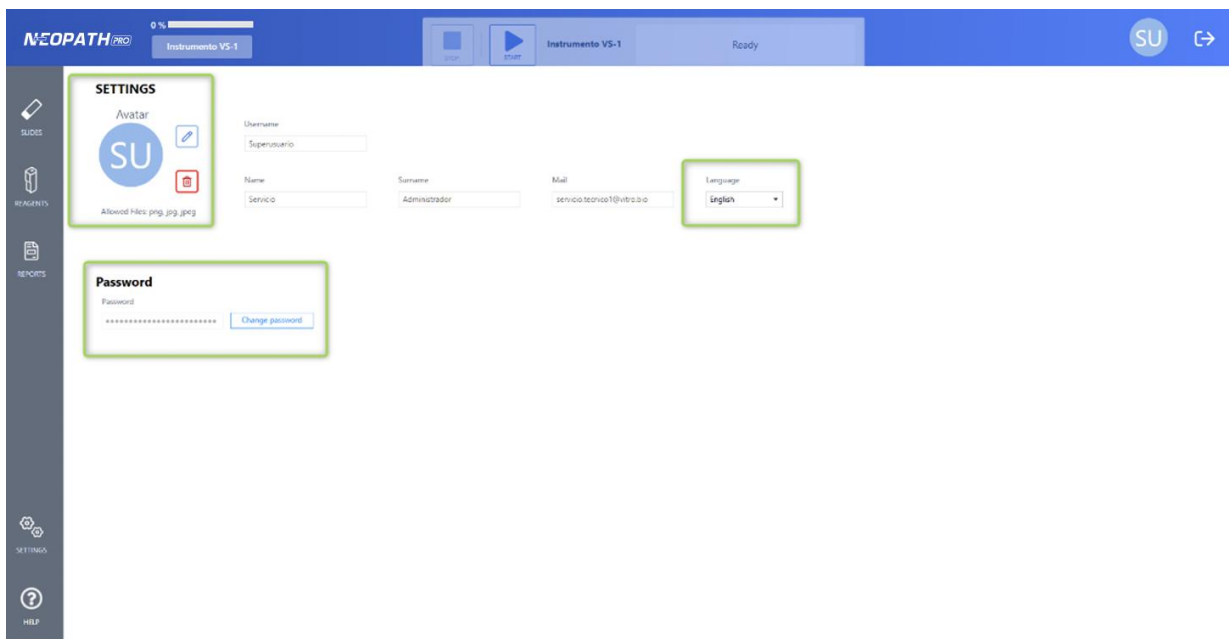 NEOPATH PRO
0 %
Instrumento VS-1
STOP
START
Instrumento VS-1
Ready
SU
SLIDES
REAGENTS
REPORTS
SETTINGS
HELP
SETTINGS
Avatar
SU
Allowed Files: png, jpg, jpeg
Username
Superusuario
Name
Servicio
Surname
Administrador
Mail
servicio.tecnico1@vitro.bio
Language
English
Password
Password
Change password